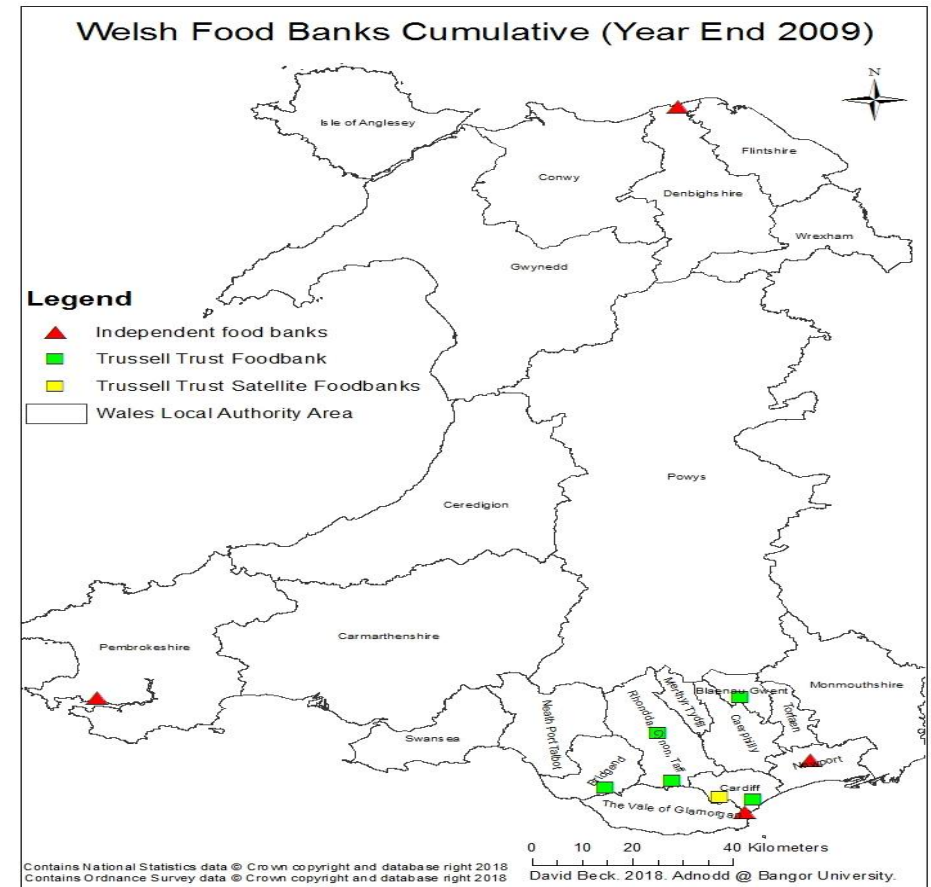 Welsh Food Banks Cumulative (Year End 2009)
N
Isle of Anglesey
Flintshire
Conwy
Denbighshire
Wrexham
Gwynedd
Legend
Independent food banks
Trussell Trust Foodbank
Trussell Trust Satellite Foodbanks
Wales Local Authority Area
Powys
Ceredigion
Carmarthenshire
Pembrokeshire
Monmouthshire
Blaenau Gwent
Merthyr Tydfil
Rhondda
Taff
Caerphilly
Torfaen
Neath Port Talbot
Swansea
Bridgend
Newport
Cardiff
The Vale of Glamorgan
0 10 20 40 Kilometers
Contains National Statistics data © Crown copyright and database right 2018
Contains Ordnance Survey data © Crown copyright and database right 2018
David Beck. 2018. Adnodd @ Bangor University.